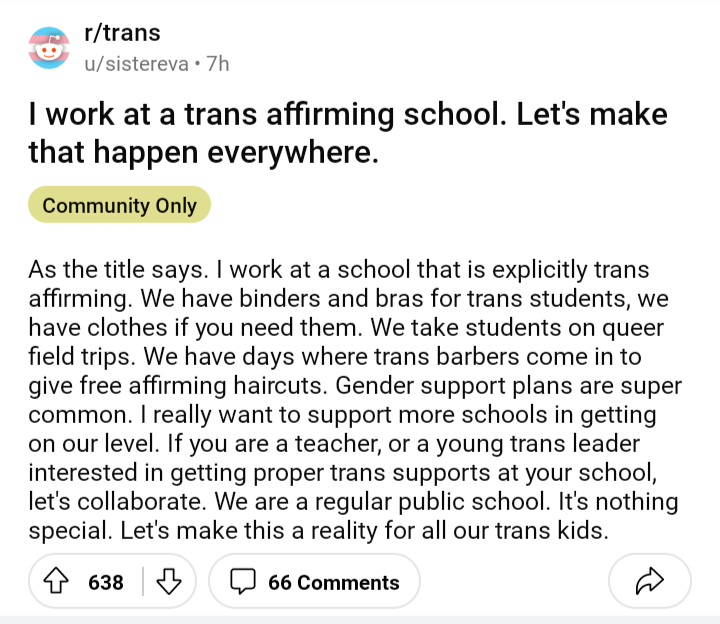 r/trans
u/sistereva • 7h
I work at a trans affirming school. Let's make
that happen everywhere.
Community Only
As the title says. I work at a school that is explicitly trans
affirming. We have binders and bras for trans students, we
have clothes if you need them. We take students on queer
field trips. We have days where trans barbers come in to
give free affirming haircuts. Gender support plans are super
common. I really want to support more schools in getting
on our level. If you are a teacher, or a young trans leader
interested in getting proper trans supports at your school,
let's collaborate. We are a regular public school. It's nothing
special. Let's make this a reality for all our trans kids.
638
66 Comments